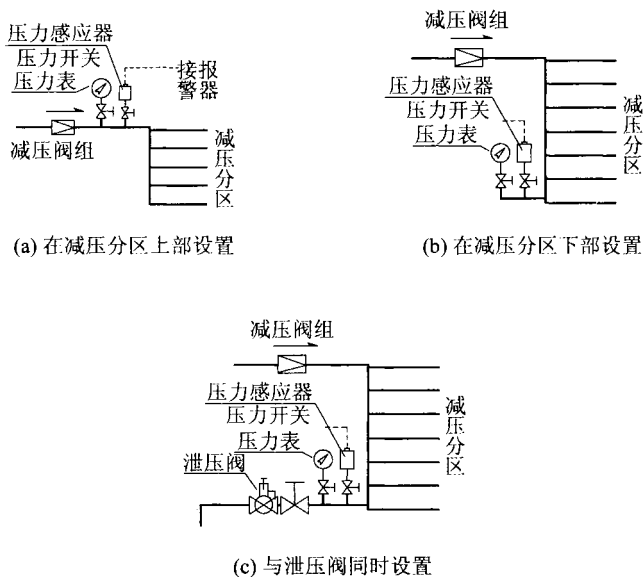 压力感应器
压力开关
压力表
接报
警器
减压阀组
减压分区
(a) 在减压分区上部设置
减压阀组
压力感应器
压力开关
压力表
减压分区
(b) 在减压分区下部设置
减压阀组
压力感应器
压力开关
压力表
泄压阀
减压分区
(c) 与泄压阀同时设置